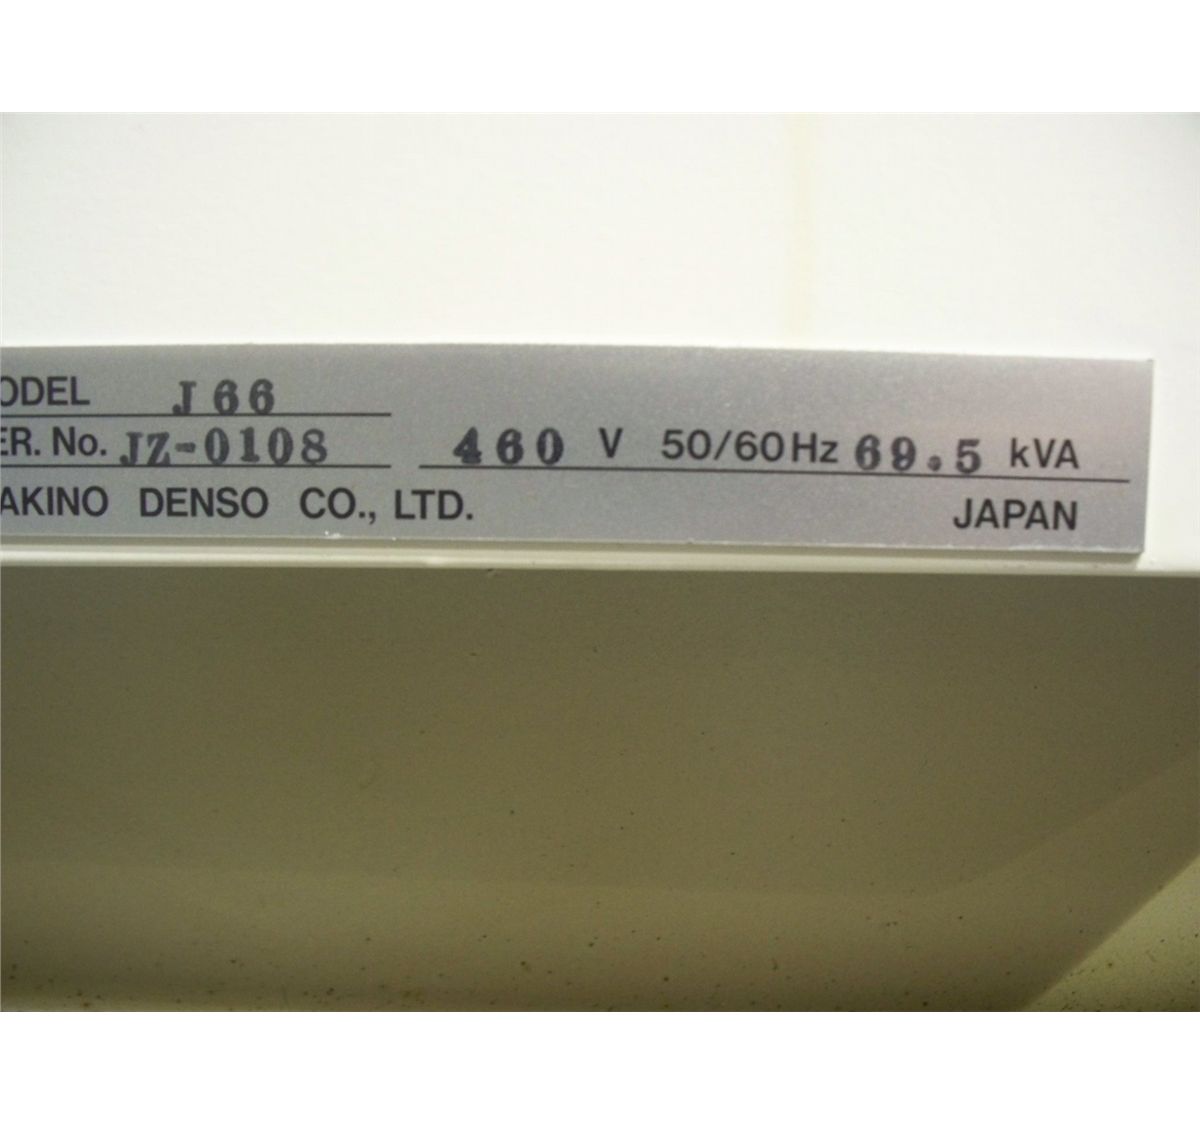 ODEL J66
ER. No. JZ-0108 460 V 50/60Hz 69.5 kVA
AKINO DENSO CO., LTD. JAPAN